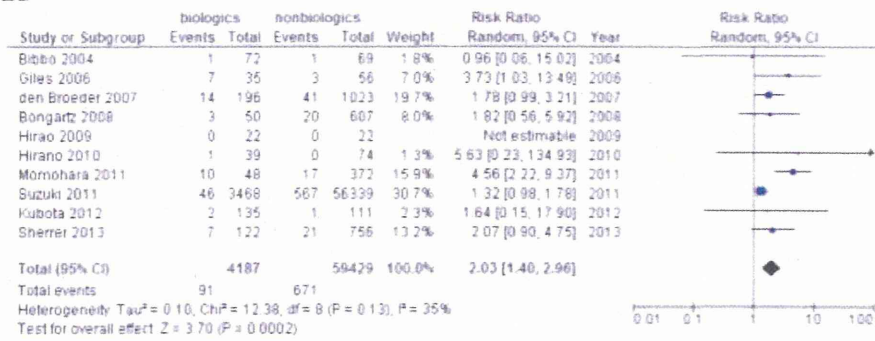 biologics nonbiologics Risk Ratio Risk Ratio
Study or Subgroup Events Total Events Total Weight Random, 95% CI Year Random, 95% CI
Bibbo 2004 1 72 1 69 1.8% 0.96 [0.06, 15.02] 2004
Giles 2006 7 35 3 56 7.0% 3.73 [1.03, 13.49] 2006
den Broeder 2007 14 196 41 1023 19.7% 1.78 [0.99, 3.21] 2007
Bongartz 2008 3 50 20 607 8.0% 1.82 [0.56, 5.92] 2008
Hirao 2009 0 22 0 22 Not estimable 2009
Hirano 2010 1 39 0 74 1.3% 5.63 [0.23, 134.93] 2010
Momohara 2011 10 48 17 372 15.9% 4.56 [2.22, 9.37] 2011
Suzuki 2011 46 3468 567 56339 30.7% 1.32 [0.98, 1.78] 2011
Kubota 2012 2 135 1 111 2.3% 1.64 [0.15, 17.90] 2012
Sherrer 2013 7 122 21 756 13.2% 2.07 [0.90, 4.75] 2013
Total (95% CI) 4187 59429 100.0% 2.03 [1.40, 2.96]
Total events 91 671
Heterogeneity: Tau² = 0.10, Chi² = 12.38, df = 8 (P = 0.13), I² = 35%
Test for overall effect: Z = 3.70 (P = 0.0002)
0.01 0.1 1 10 100